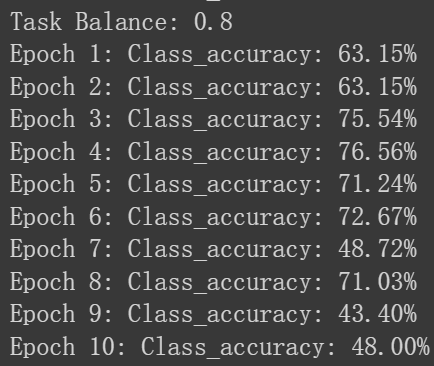 Task Balance: 0.8
Epoch 1: Class_accuracy: 63.15%
Epoch 2: Class_accuracy: 63.15%
Epoch 3: Class_accuracy: 75.54%
Epoch 4: Class_accuracy: 76.56%
Epoch 5: Class_accuracy: 71.24%
Epoch 6: Class_accuracy: 72.67%
Epoch 7: Class_accuracy: 48.72%
Epoch 8: Class_accuracy: 71.03%
Epoch 9: Class_accuracy: 43.40%
Epoch 10: Class_accuracy: 48.00%